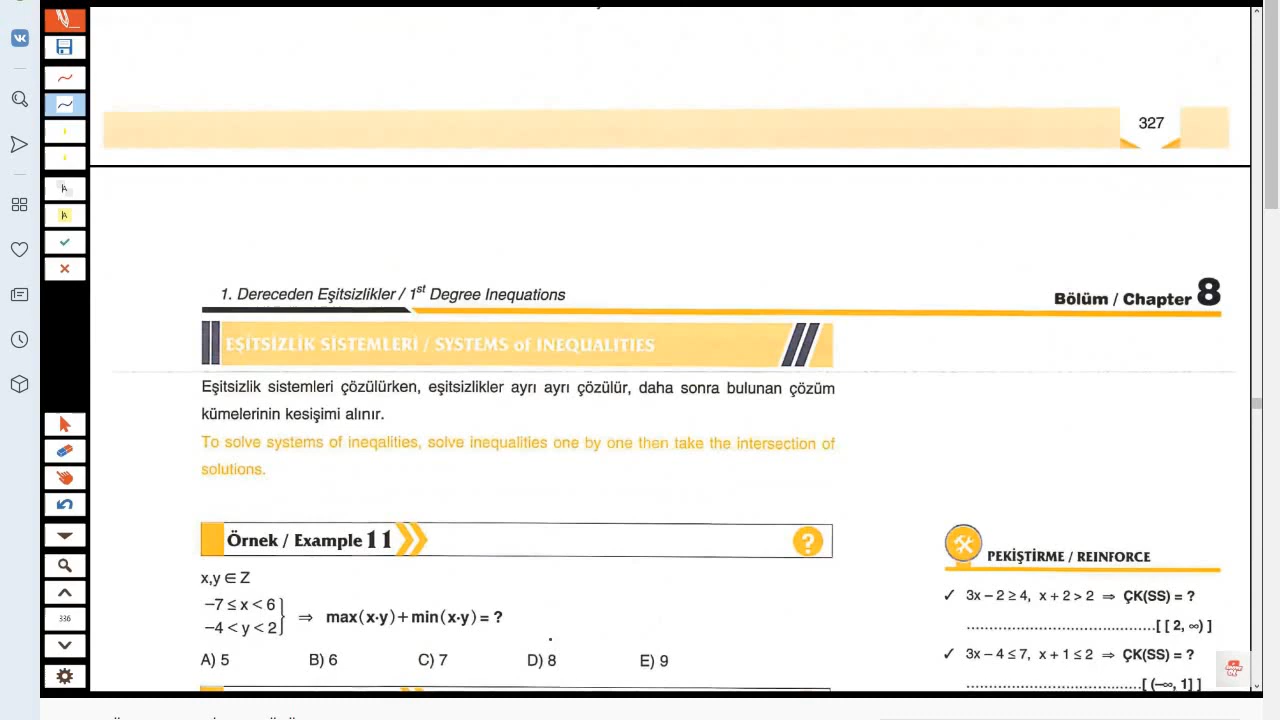 327
1. Dereceden Eşitsizlikler / 1st Degree Inequations
Bölüm / Chapter 8
EŞİTSİZLİK SİSTEMLERİ / SYSTEMS of INEQUALITIES
Eşitsizlik sistemleri çözülürken, eşitsizlikler ayrı ayrı çözülür, daha sonra bulunan çözüm
kümelerinin kesişimi alınır.
To solve systems of ineqalities, solve inequalities one by one then take the intersection of
solutions.
Örnek / Example 11
?
x,y ∈ Z
−7 ≤ x < 6
−4 < y < 2
⇒ max(x·y)+min(x·y) = ?
A) 5 B) 6 C) 7 D) 8 E) 9
PEKİŞTİRME / REINFORCE
✓ 3x − 2 ≥ 4, x + 2 > 2 ⇒ ÇK(SS) = ?
................................................[ [ 2, ∞) ]
✓ 3x − 4 ≤ 7, x + 1 ≤ 2 ⇒ ÇK(SS) = ?
.............................................[ (−∞, 1] ]
336